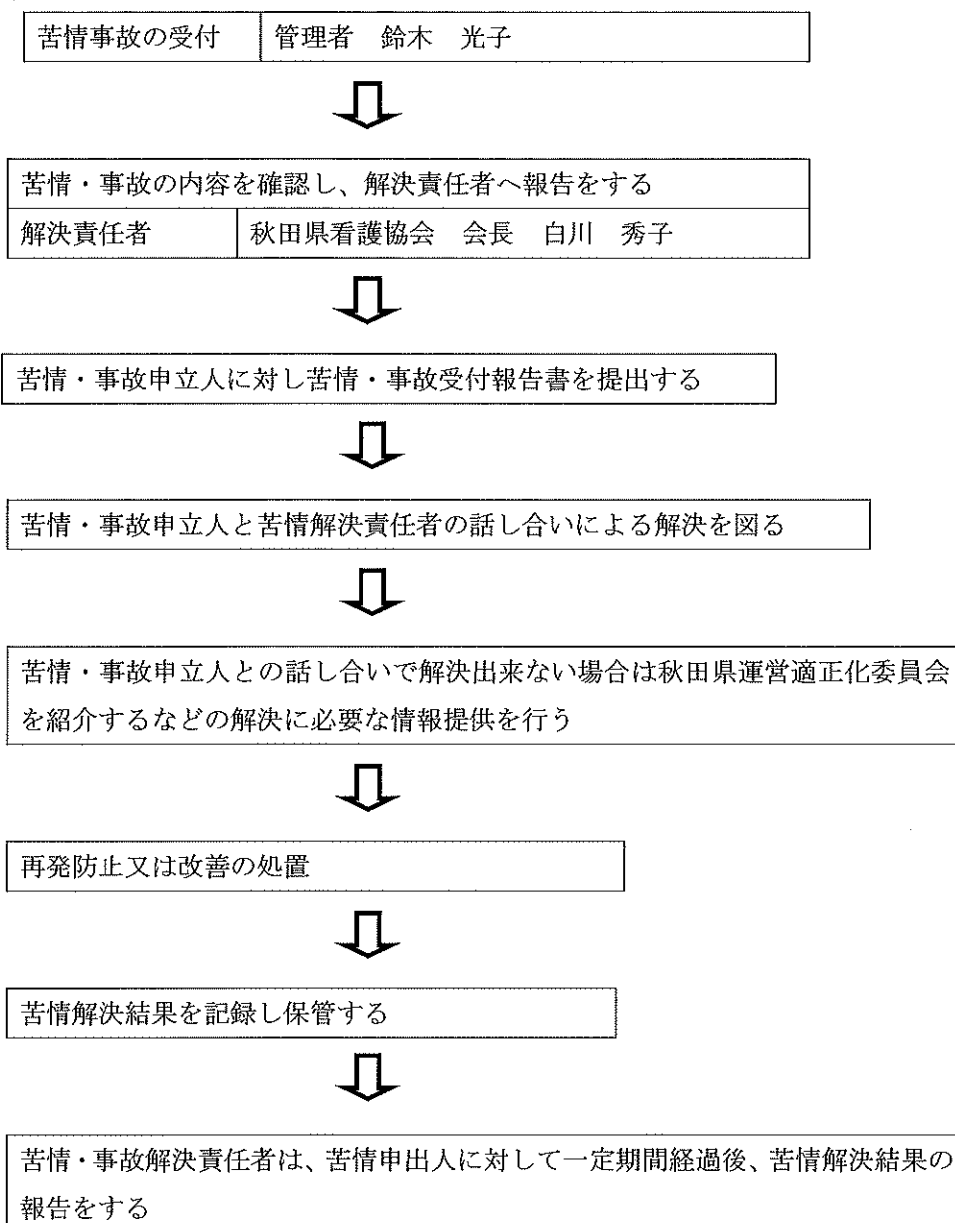 苦情事故の受付 管理者 鈴木 光子
苦情・事故の内容を確認し、解決責任者へ報告をする
解決責任者 秋田県看護協会 会長 白川 秀子
苦情・事故申立人に対し苦情・事故受付報告書を提出する
苦情・事故申立人と苦情解決責任者の話し合いによる解決を図る
苦情・事故申立人との話し合いで解決出来ない場合は秋田県運営適正化委員会
を紹介するなどの解決に必要な情報提供を行う
再発防止又は改善の処置
苦情解決結果を記録し保管する
苦情・事故解決責任者は、苦情申出人に対して一定期間経過後、苦情解決結果の
報告をする